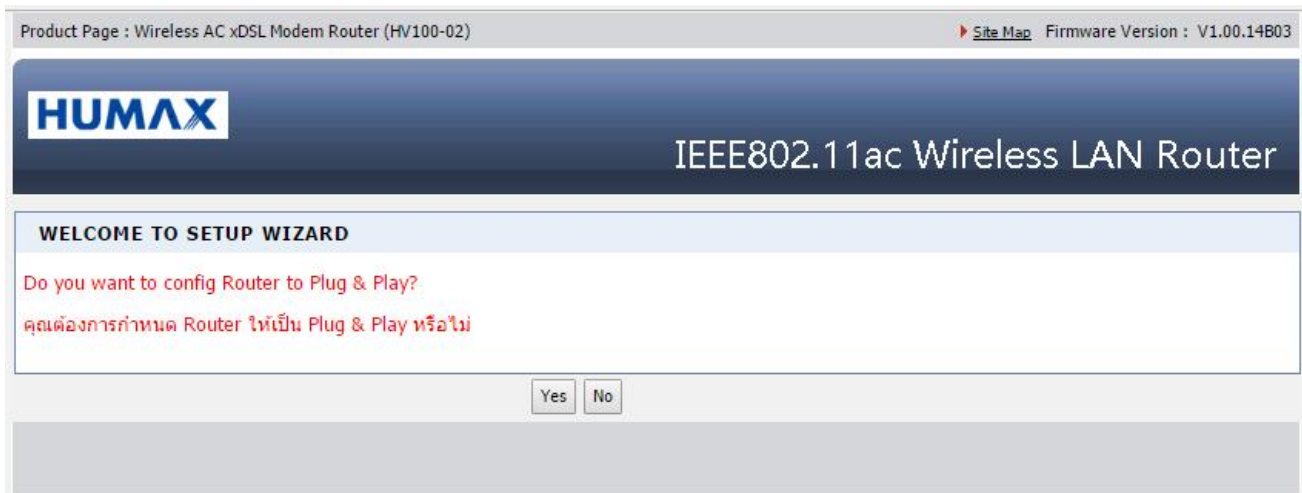 Product Page : Wireless AC xDSL Modem Router (HV100-02) Site Map Firmware Version : V1.00.14B03
HUMAX
IEEE802.11ac Wireless LAN Router
WELCOME TO SETUP WIZARD
Do you want to config Router to Plug & Play?
คุณต้องการกำหนด Router ให้เป็น Plug & Play หรือไม่
Yes No